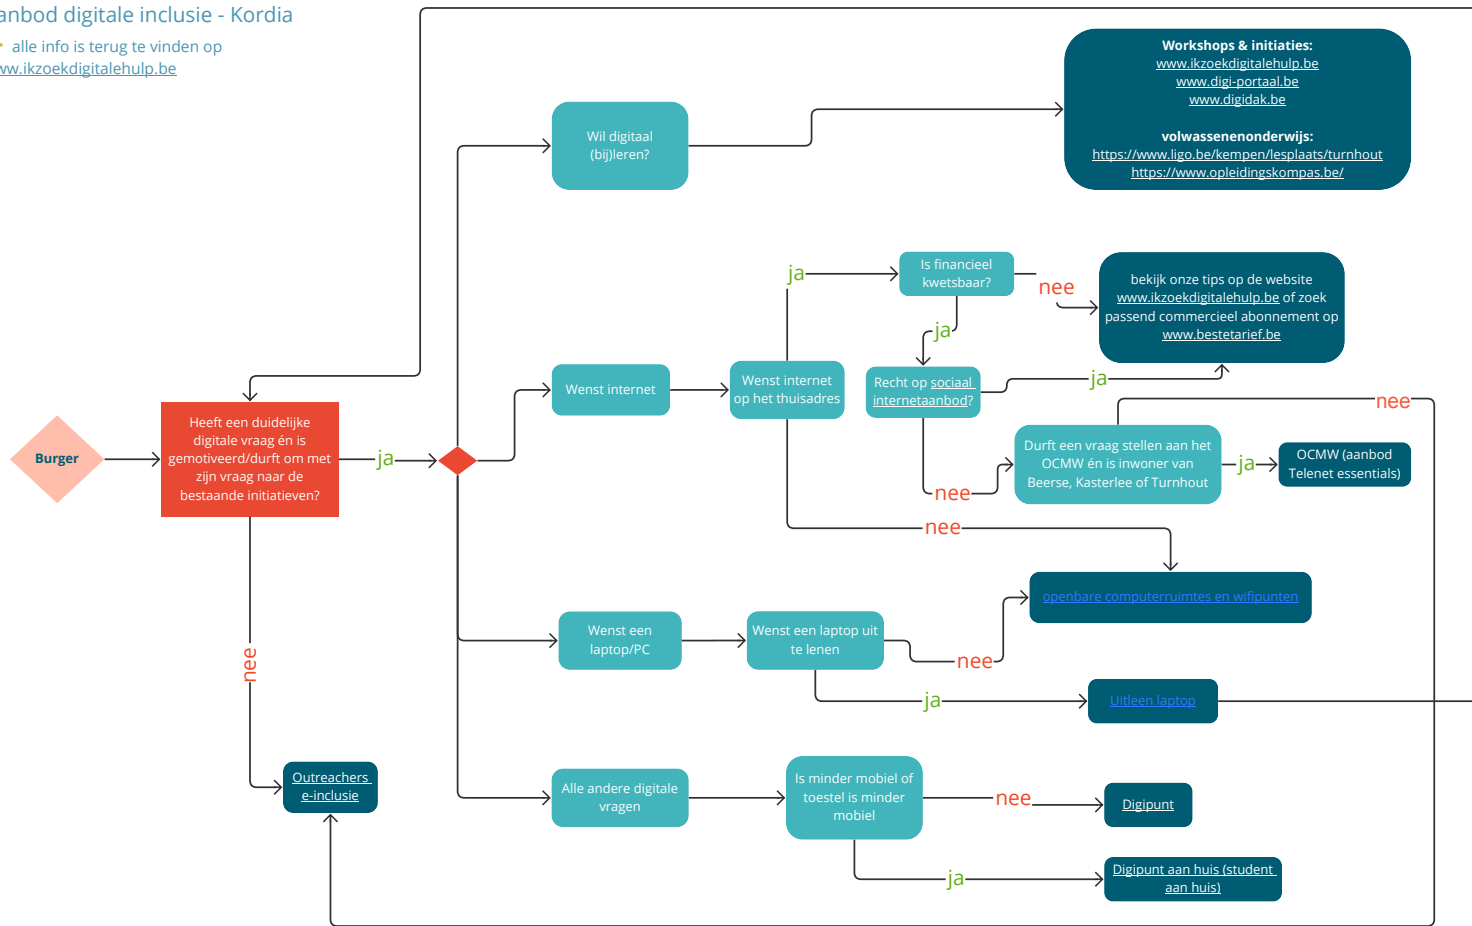 anbod digitale inclusie - Kordia
alle info is terug te vinden op
ww.ikzoekdigitalehulp.be
Workshops & initiaties:
www.ikzoekdigitalehulp.be
www.digi-portaal.be
www.digidak.be
volwassenenonderwijs:
https://www.ligo.be/kempen/lesplaats/turnhout
https://www.opleidingskompas.be/
Wil digitaal
(bij)leren?
ja
Is financieel
kwetsbaar?
nee
bekijk onze tips op de website
www.ikzoekdigitalehulp.be of zoek
passend commercieel abonnement op
www.bestetarief.be
ja
Wenst internet
Wenst internet
op het thuisadres
Recht op sociaal
internetaanbod?
ja
nee
Burger
Heeft een duidelijke
digitale vraag én is
gemotiveerd/durft om met
zijn vraag naar de
bestaande initiatieven?
ja
Durft een vraag stellen aan het
OCMW én is inwoner van
Beerse, Kasterlee of Turnhout
ja
OCMW (aanbod
Telenet essentials)
nee
nee
openbare computerruimtes en wifipunten
Wenst een
laptop/PC
Wenst een laptop uit
te lenen
nee
nee
ja
Uitleen laptop
Outreachers
e-inclusie
Alle andere digitale
vragen
Is minder mobiel of
toestel is minder
mobiel
nee
Digipunt
ja
Digipunt aan huis (student
aan huis)